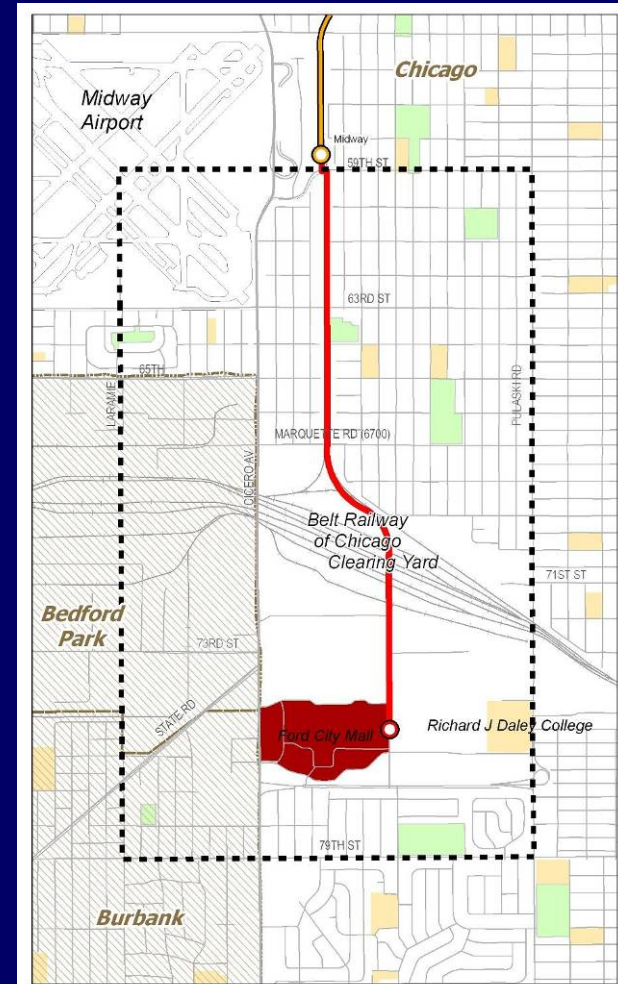 Chicago
Midway
Airport
Midway
59TH ST
63RD ST
65TH
LARAMIE
PULASKI RD
MARQUETTE RD (6700)
CICERO AV
Belt Railway
of Chicago
Clearing Yard
71ST ST
Bedford
Park
73RD ST
STATE RD
Ford City Mall
Richard J Daley College
79TH ST
Burbank